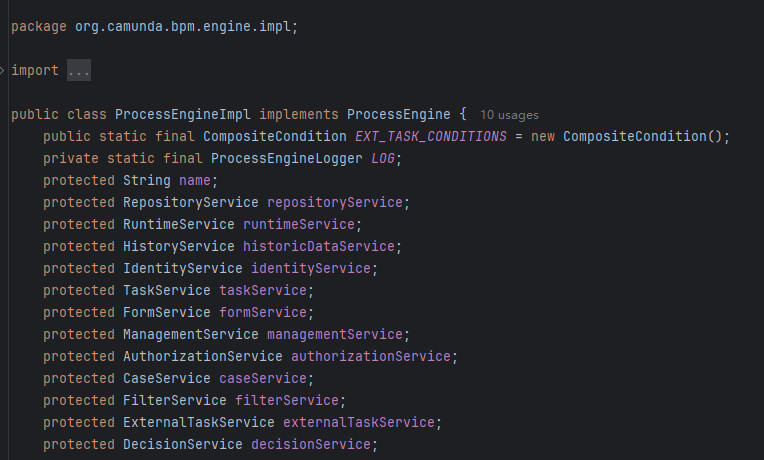 package org.camunda.bpm.engine.impl;
import ...
public class ProcessEngineImpl implements ProcessEngine { 10 usages
public static final CompositeCondition EXT_TASK_CONDITIONS = new CompositeCondition();
private static final ProcessEngineLogger LOG;
protected String name;
protected RepositoryService repositoryService;
protected RuntimeService runtimeService;
protected HistoryService historicDataService;
protected IdentityService identityService;
protected TaskService taskService;
protected FormService formService;
protected ManagementService managementService;
protected AuthorizationService authorizationService;
protected CaseService caseService;
protected FilterService filterService;
protected ExternalTaskService externalTaskService;
protected DecisionService decisionService;